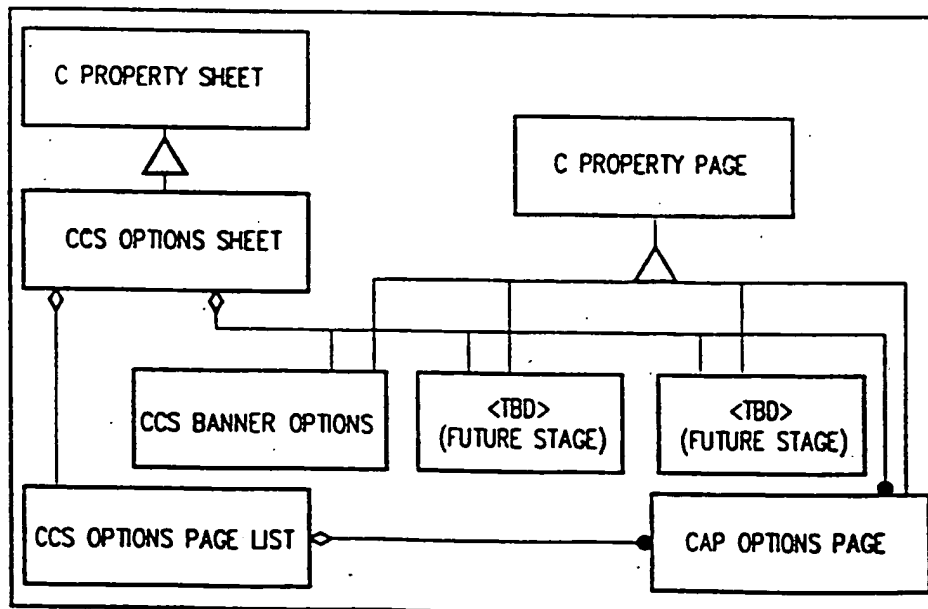 C PROPERTY SHEET
C PROPERTY PAGE
CCS OPTIONS SHEET
CCS BANNER OPTIONS
<TBD>
(FUTURE STAGE)
<TBD>
(FUTURE STAGE)
CCS OPTIONS PAGE LIST
CAP OPTIONS PAGE